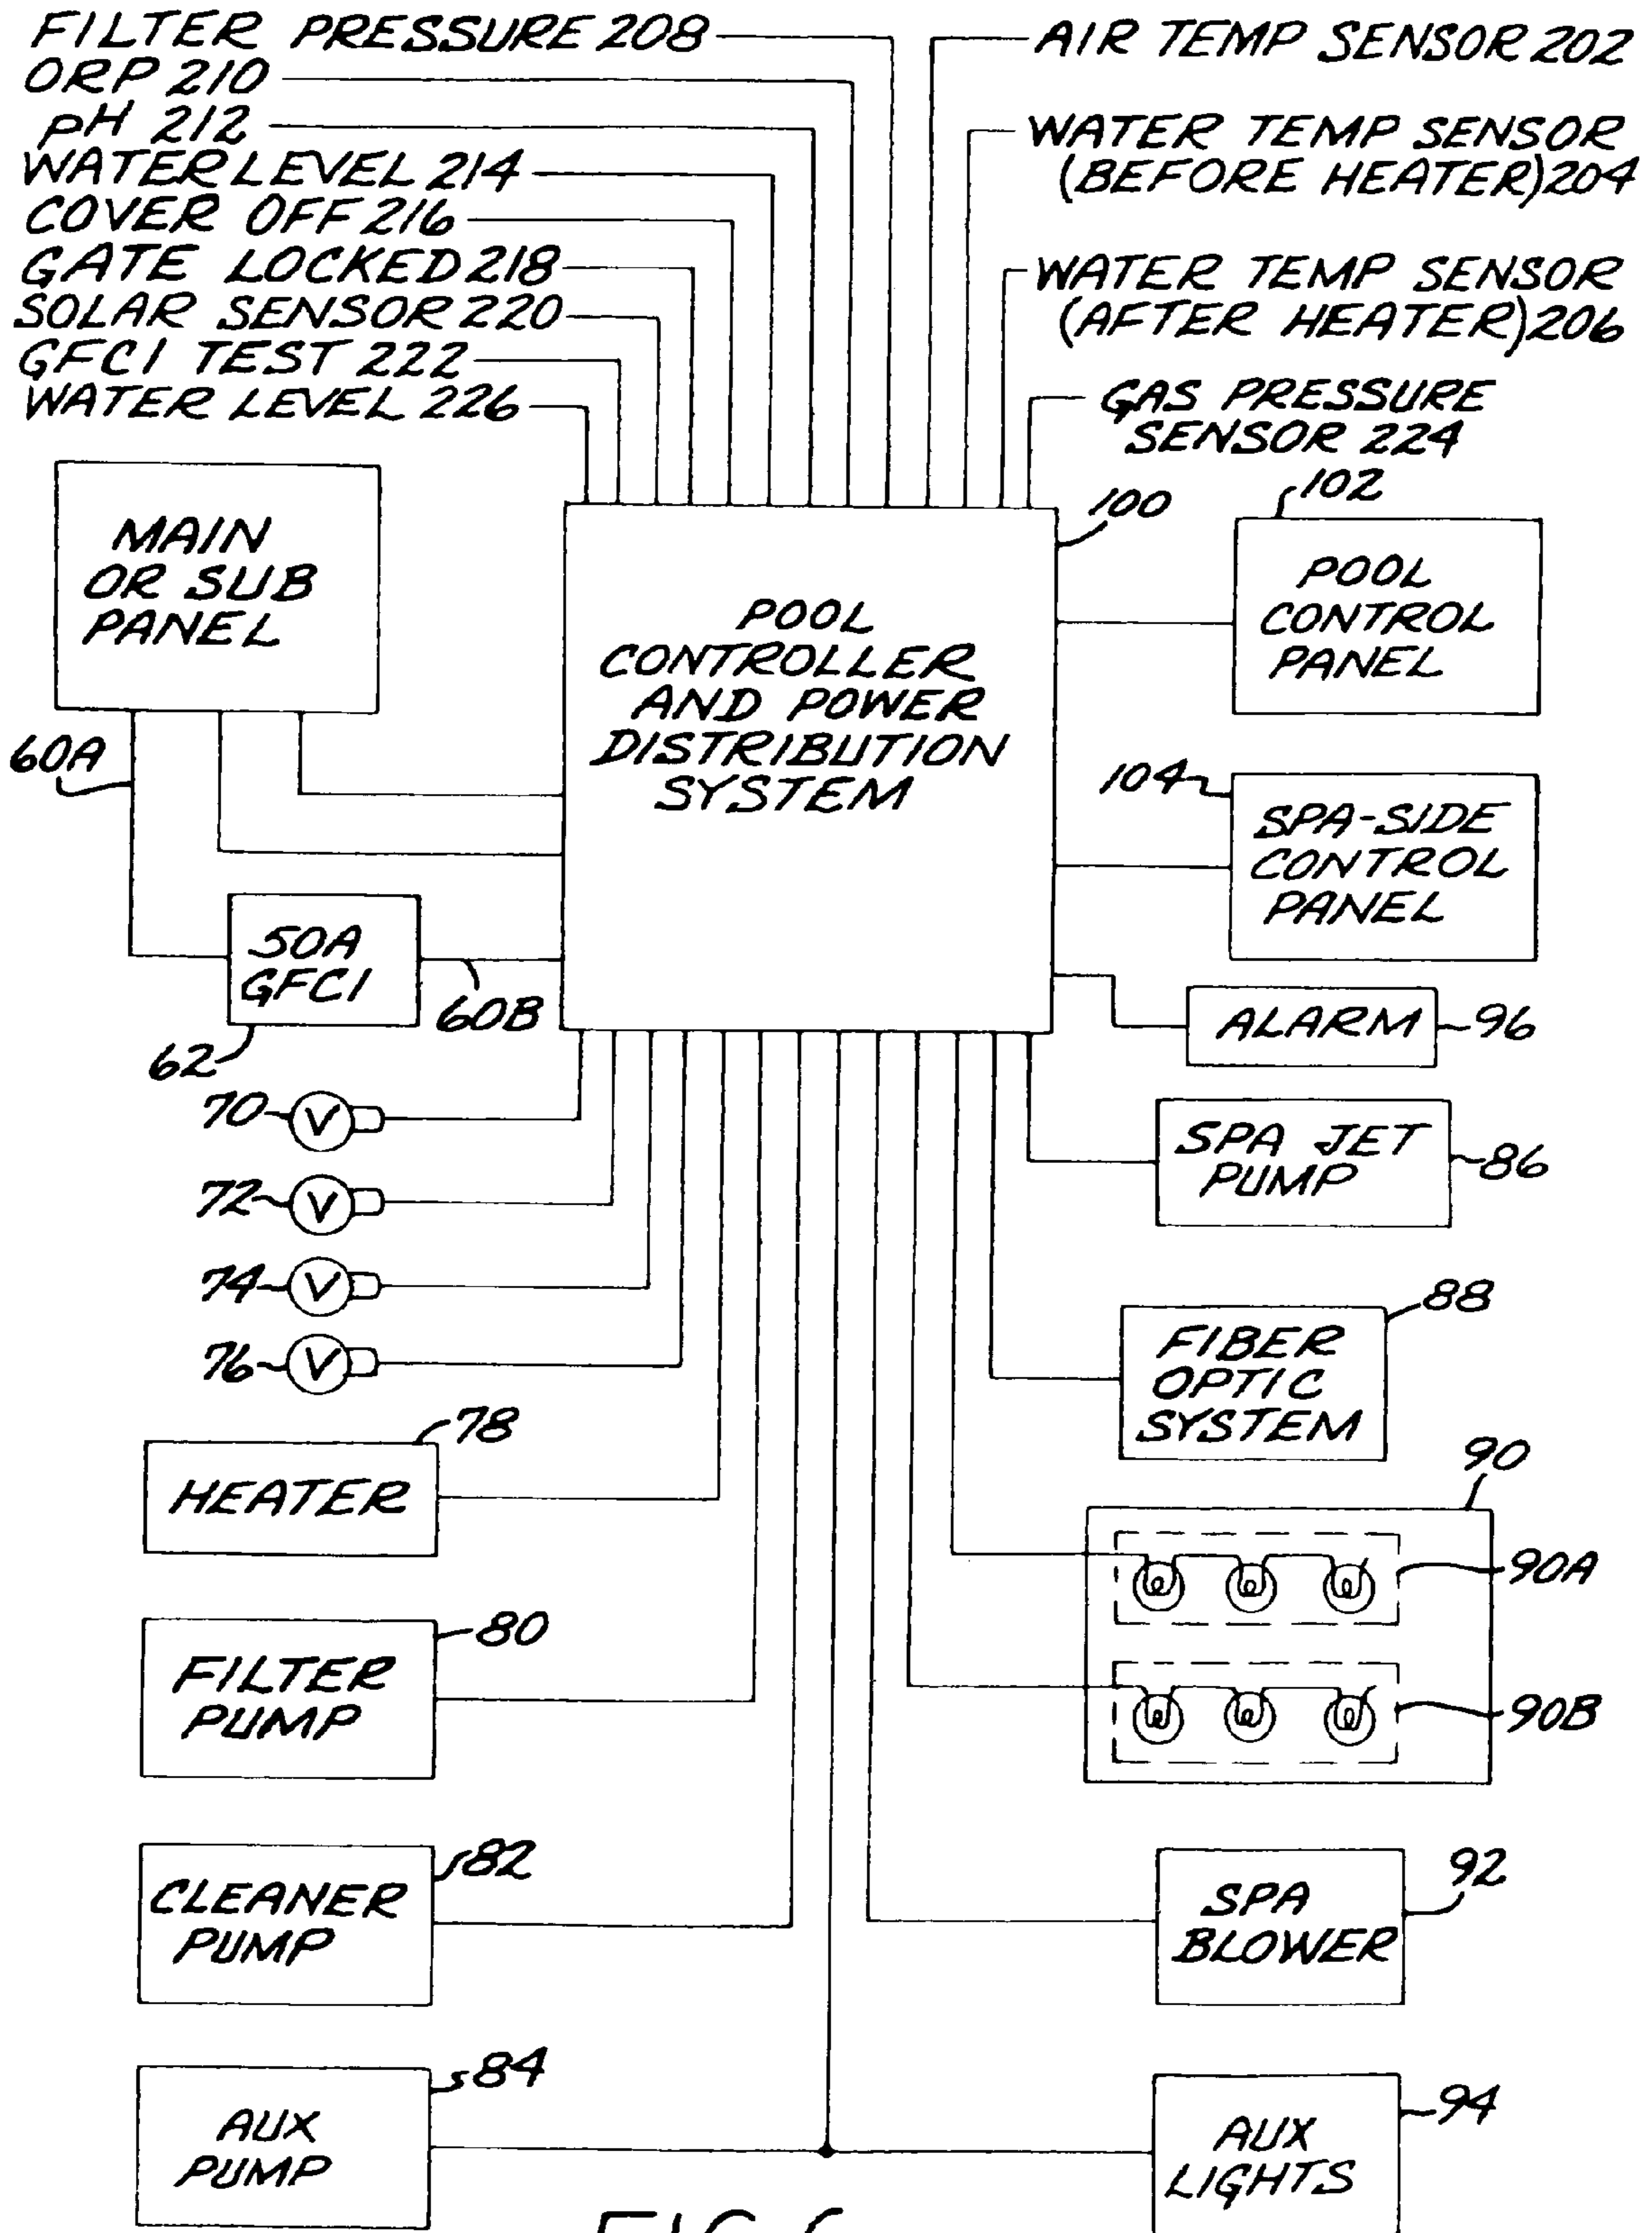 FILTER PRESSURE 208
ORP 210
pH 212
WATER LEVEL 214
COVER OFF 216
GATE LOCKED 218
SOLAR SENSOR 220
GFCI TEST 222
WATER LEVEL 226
AIR TEMP SENSOR 202
WATER TEMP SENSOR
(BEFORE HEATER) 204
WATER TEMP SENSOR
(AFTER HEATER) 206
GAS PRESSURE
SENSOR 224
MAIN
OR SUB
PANEL
60A
50A
GFCI
60B
62
100
POOL
CONTROLLER
AND POWER
DISTRIBUTION
SYSTEM
102
POOL
CONTROL
PANEL
104
SPA-SIDE
CONTROL
PANEL
ALARM
96
70
V
72
V
74
V
76
V
SPA JET
PUMP
86
88
FIBER
OPTIC
SYSTEM
78
HEATER
90
90A
90B
80
FILTER
PUMP
82
CLEANER
PUMP
92
SPA
BLOWER
84
AUX
PUMP
94
AUX
LIGHTS